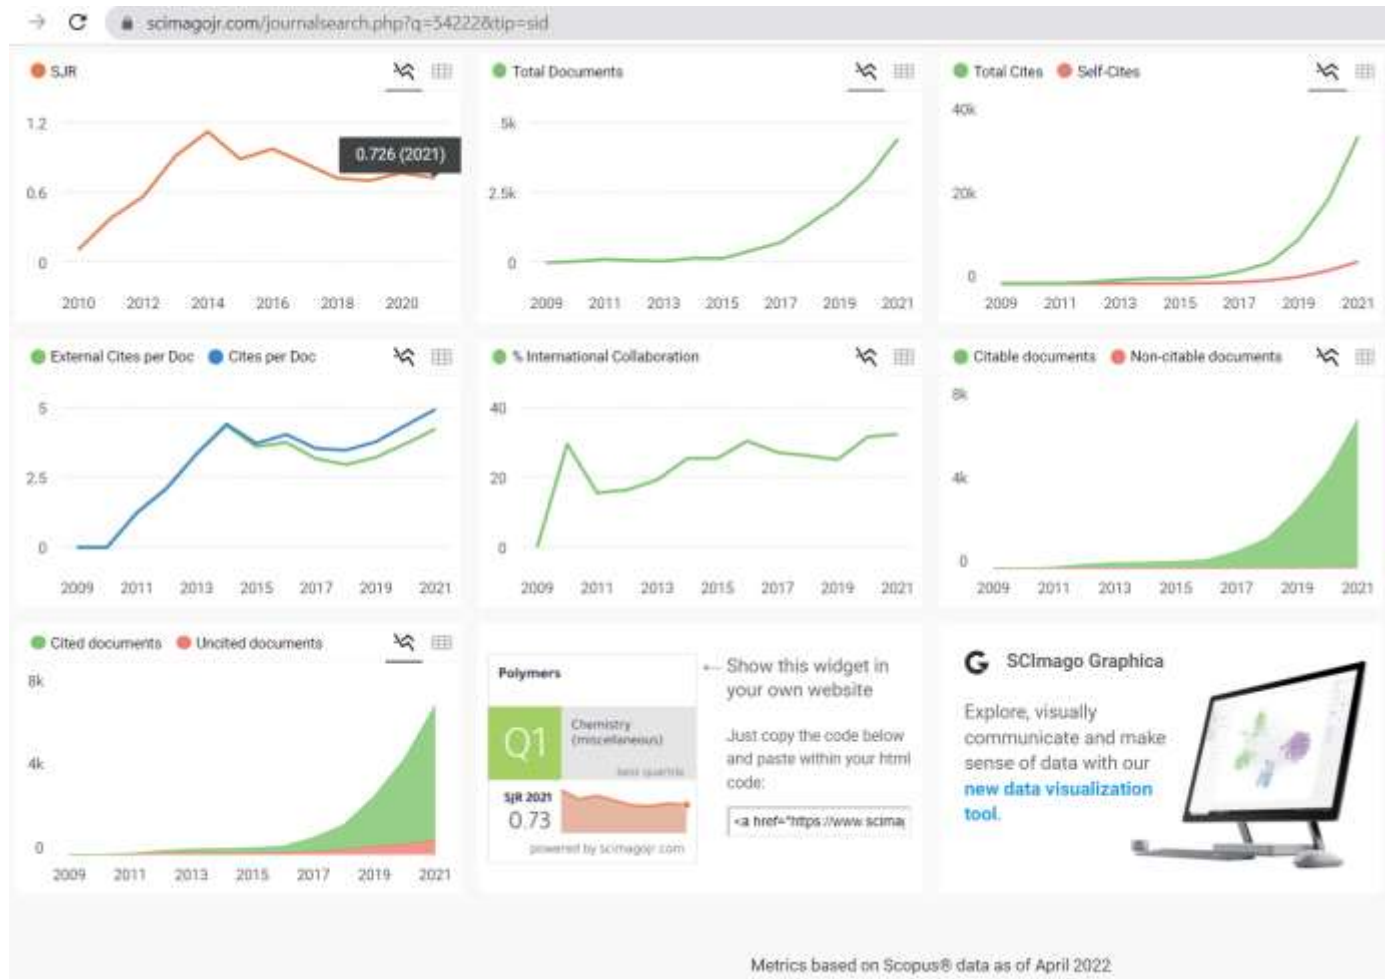 scimagojr.com/journalsearch.php?q=54222&tip=sid
SJR
1.2
0.726 (2021)
0.6
0
2010 2012 2014 2016 2018 2020
Total Documents
5k
2.5k
0
2009 2011 2013 2015 2017 2019 2021
Total Cites Self-Cites
40k
20k
0
2009 2011 2013 2015 2017 2019 2021
External Cites per Doc Cites per Doc
5
2.5
0
2009 2011 2013 2015 2017 2019 2021
% International Collaboration
40
20
0
2009 2011 2013 2015 2017 2019 2021
Citable documents Non-citable documents
8k
4k
0
2009 2011 2013 2015 2017 2019 2021
Cited documents Uncited documents
8k
4k
0
2009 2011 2013 2015 2017 2019 2021
Polymers
Q1
Chemistry
(miscellaneous)
best quartile
SJR 2021
0.73
powered by scimagojr.com
← Show this widget in
your own website
Just copy the code below
and paste within your html
code:
<a href="https://www.scimag
SCImago Graphica
Explore, visually
communicate and make
sense of data with our
new data visualization
tool.
Metrics based on Scopus® data as of April 2022